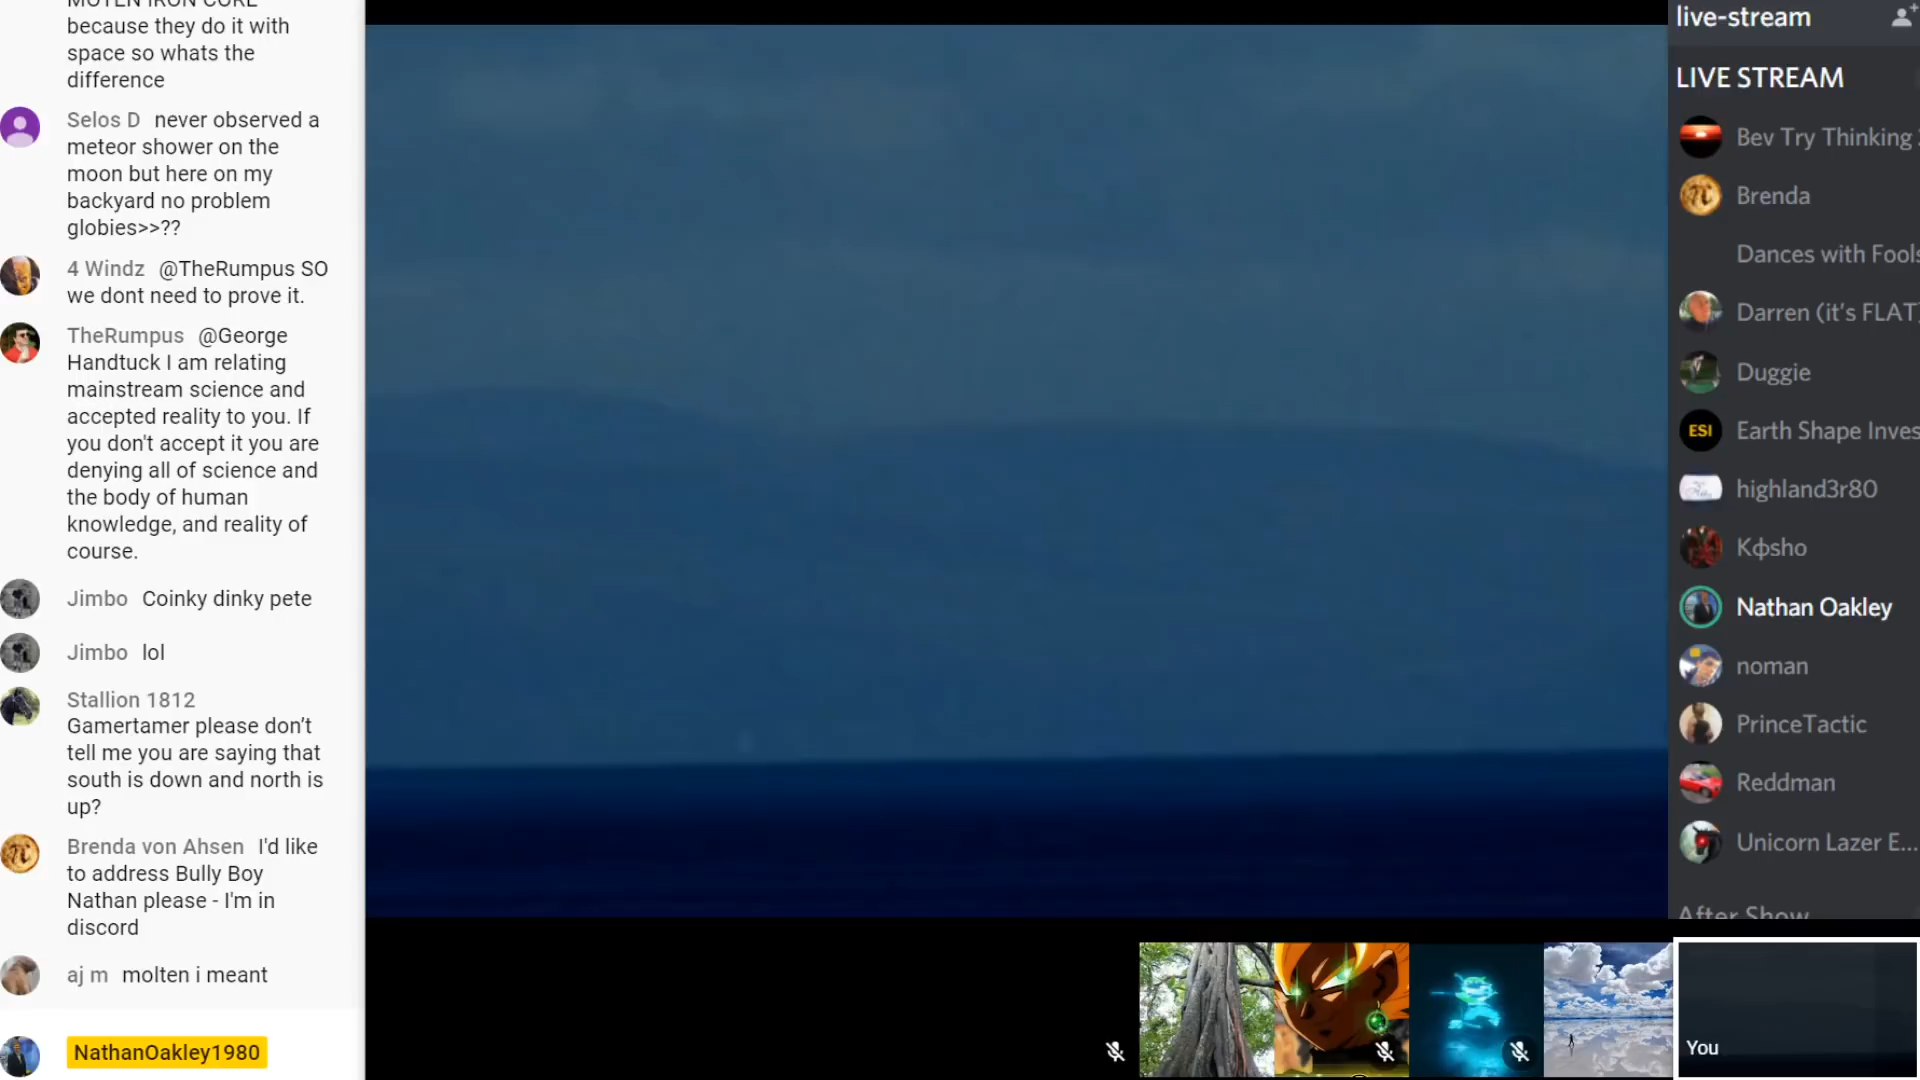 MOTEN IRON CORE
because they do it with
space so whats the
difference
Selos D never observed a
meteor shower on the
moon but here on my
backyard no problem
globies>>??
4 Windz @TheRumpus SO
we dont need to prove it.
TheRumpus @George
Handtuck I am relating
mainstream science and
accepted reality to you. If
you don't accept it you are
denying all of science and
the body of human
knowledge, and reality of
course.
Jimbo Coinky dinky pete
Jimbo lol
Stallion 1812
Gamertamer please don’t
tell me you are saying that
south is down and north is
up?
Brenda von Ahsen I'd like
to address Bully Boy
Nathan please - I'm in
discord
aj m molten i meant
NathanOakley1980
live-stream
LIVE STREAM
Bev Try Thinking
Brenda
Dances with Fools
Darren (it's FLAT)
Duggie
ESI
Earth Shape Inves
highland3r80
Kφsho
Nathan Oakley
noman
PrinceTactic
Reddman
Unicorn Lazer E...
After Show
You